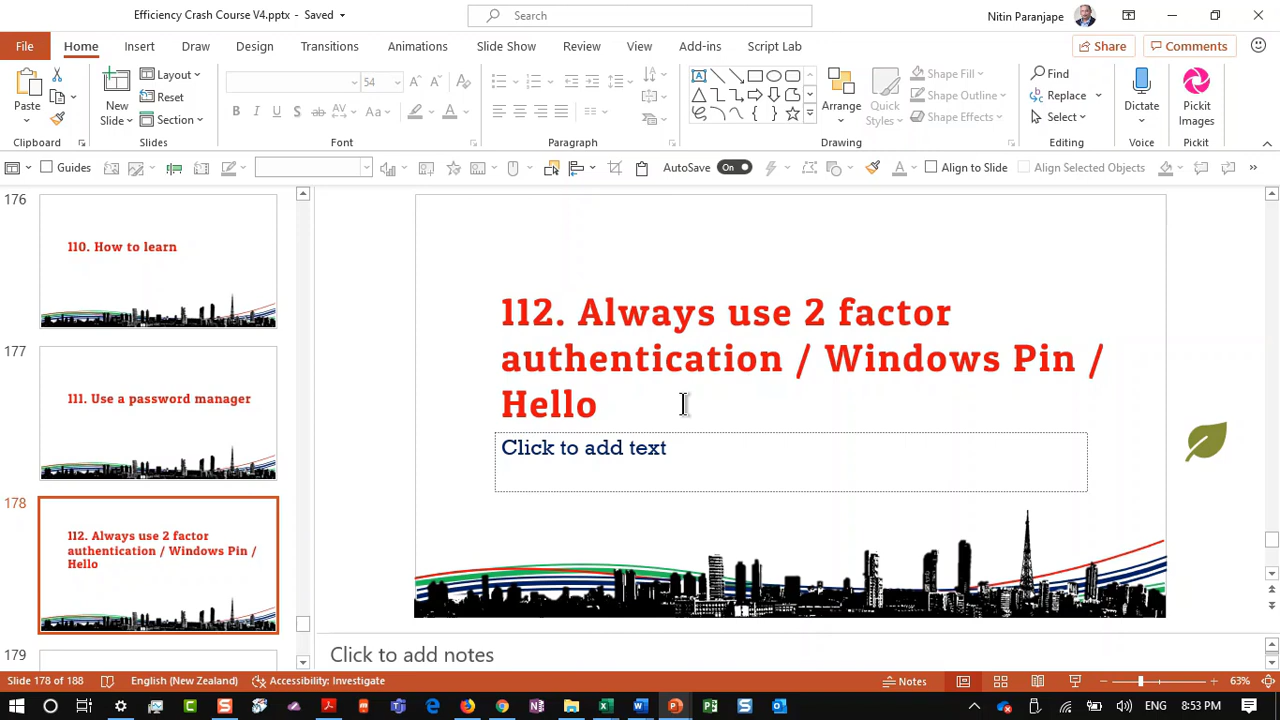 Efficiency Crash Course V4.pptx - Saved
Search
Nitin Paranjape
File Home Insert Draw Design Transitions Animations Slide Show Review View Add-ins Script Lab Share Comments
Paste
Layout
Reset
Section
New
Slide
54
B I U S ab AV Aa A
Arrange
Quick
Styles
Shape Fill
Shape Outline
Shape Effects
Find
Replace
Select
Dictate
Pickit
Images
Clipboard Slides Font Paragraph Drawing Editing Voice Pickit
Guides AutoSave On Align to Slide Align Selected Objects
176
110. How to learn
177
111. Use a password manager
178
112. Always use 2 factor
authentication / Windows Pin /
Hello
179
112. Always use 2 factor
authentication / Windows Pin /
Hello
Click to add text
Click to add notes
Slide 178 of 188 English (New Zealand) Accessibility: Investigate Notes 63%
ENG 8:53 PM